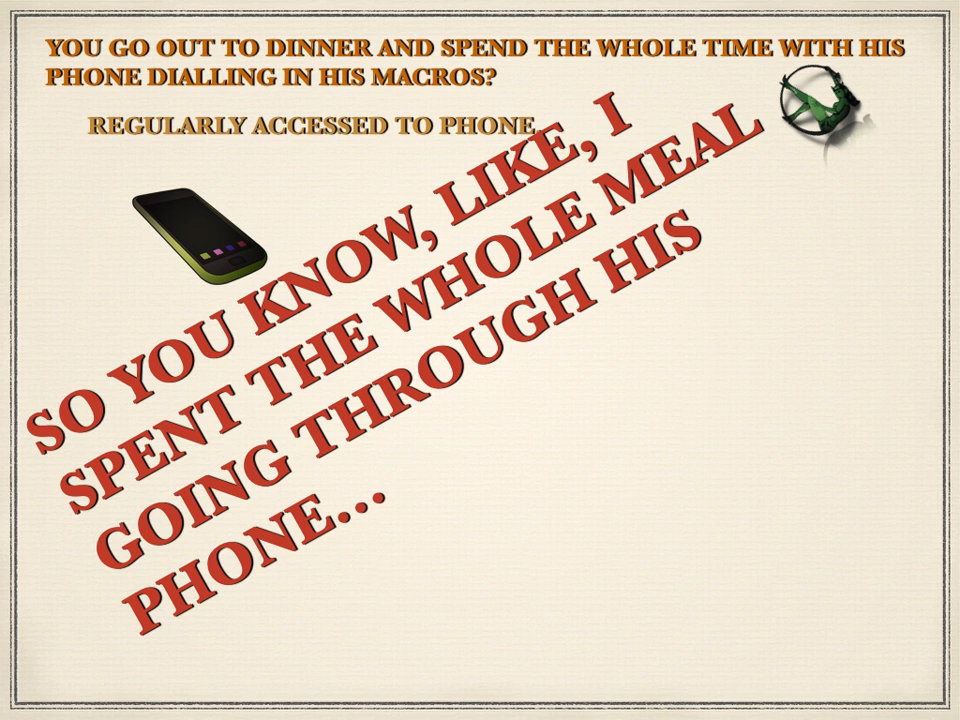 YOU GO OUT TO DINNER AND SPEND THE WHOLE TIME WITH HIS
PHONE DIALLING IN HIS MACROS?
REGULARLY ACCESSED TO PHONE
SO YOU KNOW, LIKE, I
SPENT THE WHOLE MEAL
GOING THROUGH HIS
PHONE...